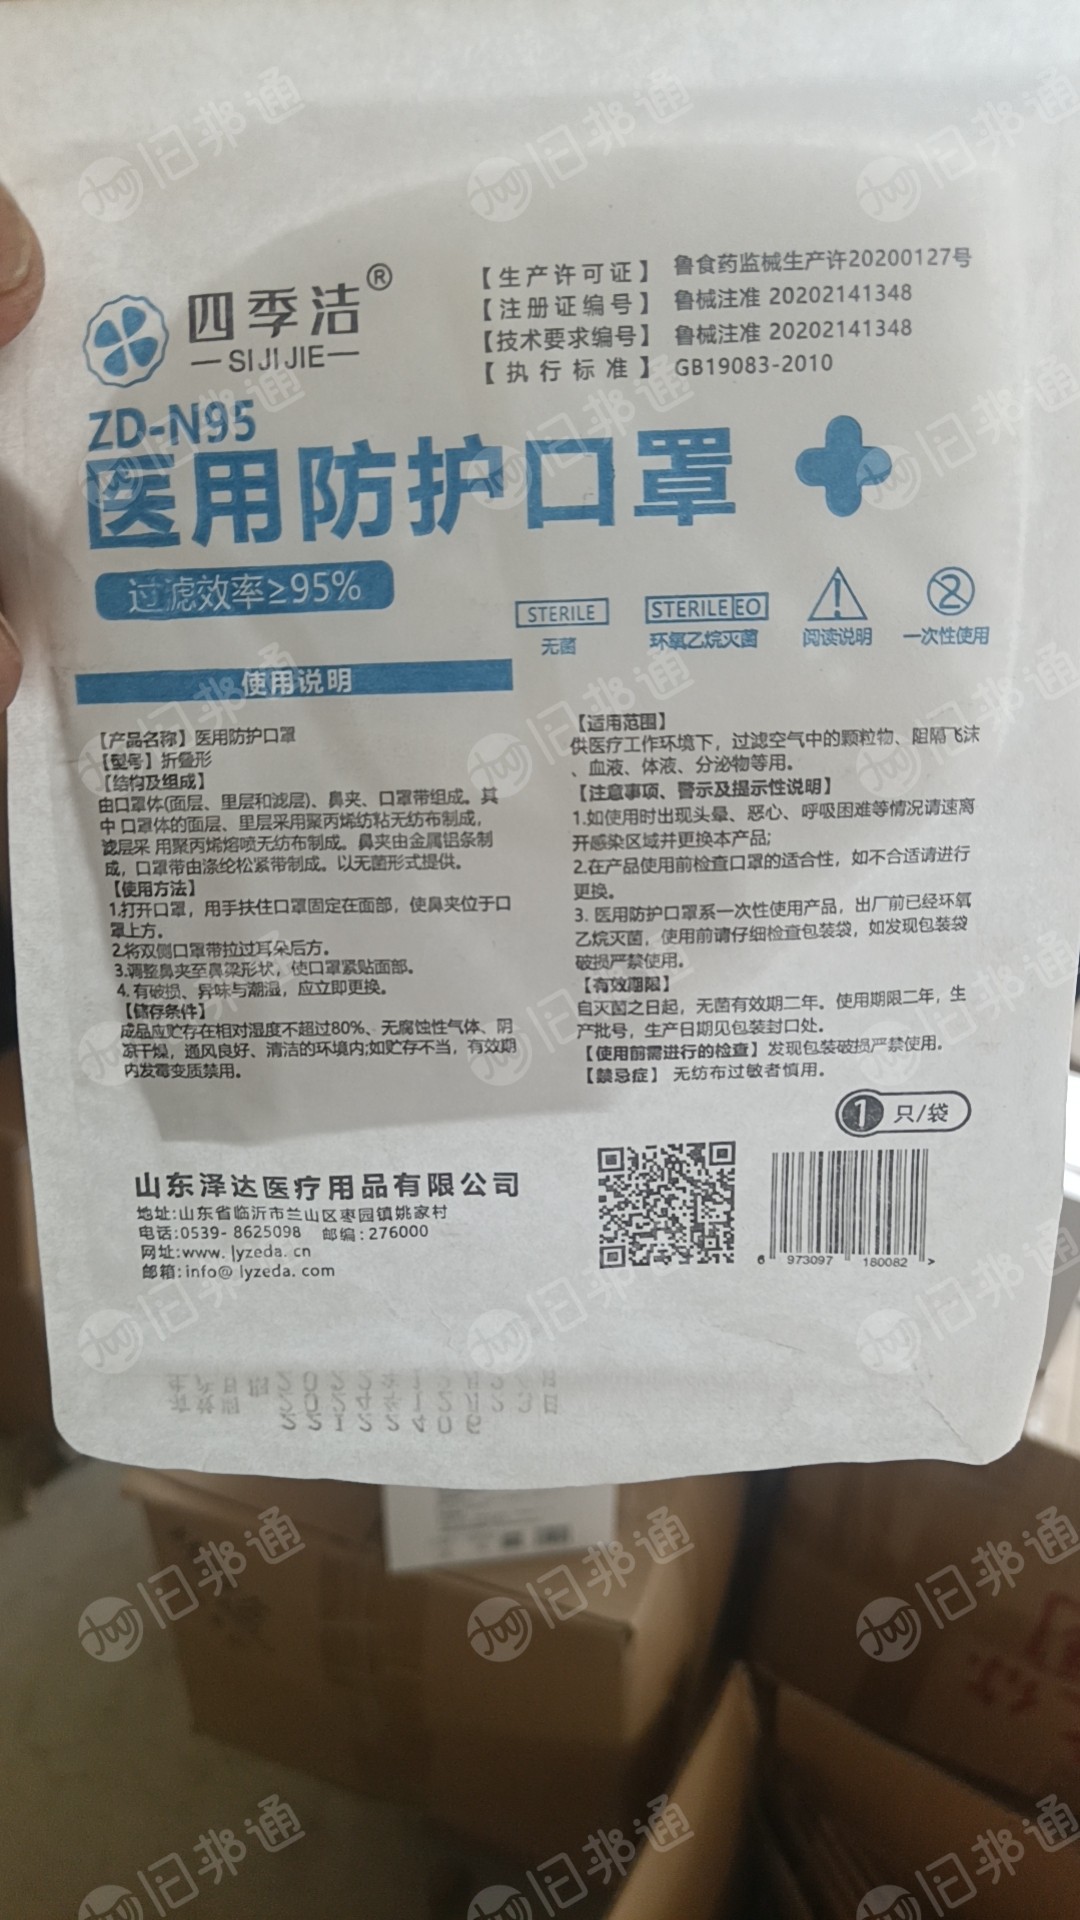 四季洁®
SIJIJIE
【生产许可证】 鲁食药监械生产许20200127号
【注册证编号】 鲁械注准 20202141348
【技术要求编号】 鲁械注准 20202141348
【执行标准】 GB19083-2010
ZD-N95
医用防护口罩
过滤效率≥95%
STERILE
无菌
STERILE EO
环氧乙烷灭菌
阅读说明
2
一次性使用
使用说明
【产品名称】医用防护口罩
【型号】折叠形
【结构及组成】
由口罩体(面层、里层和滤层)、鼻夹、口罩带组成。其
中 口罩体的面层、里层采用聚丙烯纺粘无纺布制成，
滤层采 用聚丙烯熔喷无纺布制成。鼻夹由金属铝条制
成，口罩带由涤纶松紧带制成。以无菌形式提供。
【使用方法】
1.打开口罩，用手扶住口罩固定在面部，使鼻夹位于口
罩上方。
2.将双侧口罩带拉过耳朵后方。
3.调整鼻夹至鼻梁形状，使口罩紧贴面部。
4.有破损、异味与潮湿，应立即更换。
【储存条件】
成品应贮存在相对湿度不超过80%、无腐蚀性气体、阴
凉干燥，通风良好、清洁的环境内;如贮存不当，有效期
内发霉变质禁用。
【适用范围】
供医疗工作环境下，过滤空气中的颗粒物、阻隔飞沫
、血液、体液、分泌物等用。
【注意事项、警示及提示性说明】
1.如使用时出现头晕、恶心、呼吸困难等情况请速离
开感染区域并更换本产品;
2.在产品使用前检查口罩的适合性，如不合适请进行
更换。
3. 医用防护口罩系一次性使用产品，出厂前已经环氧
乙烷灭菌，使用前请仔细检查包装袋，如发现包装袋
破损严禁使用。
【有效期限】
自灭菌之日起，无菌有效期二年。使用期限二年，生
产批号，生产日期见包装封口处。
【使用前需进行的检查】发现包装破损严禁使用。
【禁忌症】 无纺布过敏者慎用。
1 只/袋
山东泽达医疗用品有限公司
地址:山东省临沂市兰山区枣园镇姚家村
电话:0539- 8625098 邮编:276000
网址:www. lyzeda. cn
邮箱:info@ lyzeda. com
6 973097 180082 >
旧邦通